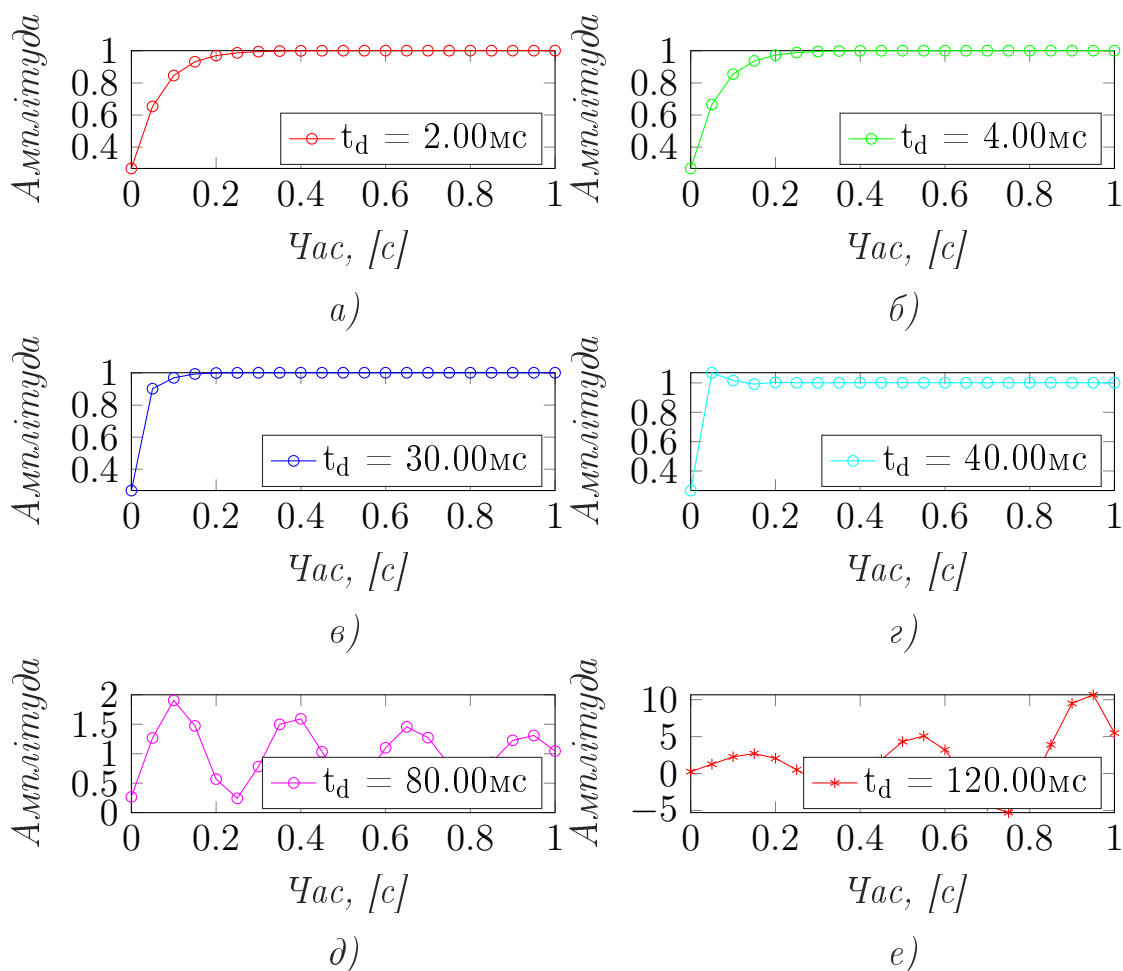 Амплітуда
1
0.8
0.6
0.4
t_d = 2.00мс
0 0.2 0.4 0.6 0.8 1
Час, [с]
а)
Амплітуда
1
0.8
0.6
0.4
t_d = 4.00мс
0 0.2 0.4 0.6 0.8 1
Час, [с]
б)
Амплітуда
1
0.8
0.6
0.4
t_d = 30.00мс
0 0.2 0.4 0.6 0.8 1
Час, [с]
в)
Амплітуда
1
0.8
0.6
0.4
t_d = 40.00мс
0 0.2 0.4 0.6 0.8 1
Час, [с]
г)
Амплітуда
2
1.5
1
0.5
0
t_d = 80.00мс
0 0.2 0.4 0.6 0.8 1
Час, [с]
д)
Амплітуда
10
5
0
−5
t_d = 120.00мс
0 0.2 0.4 0.6 0.8 1
Час, [с]
е)